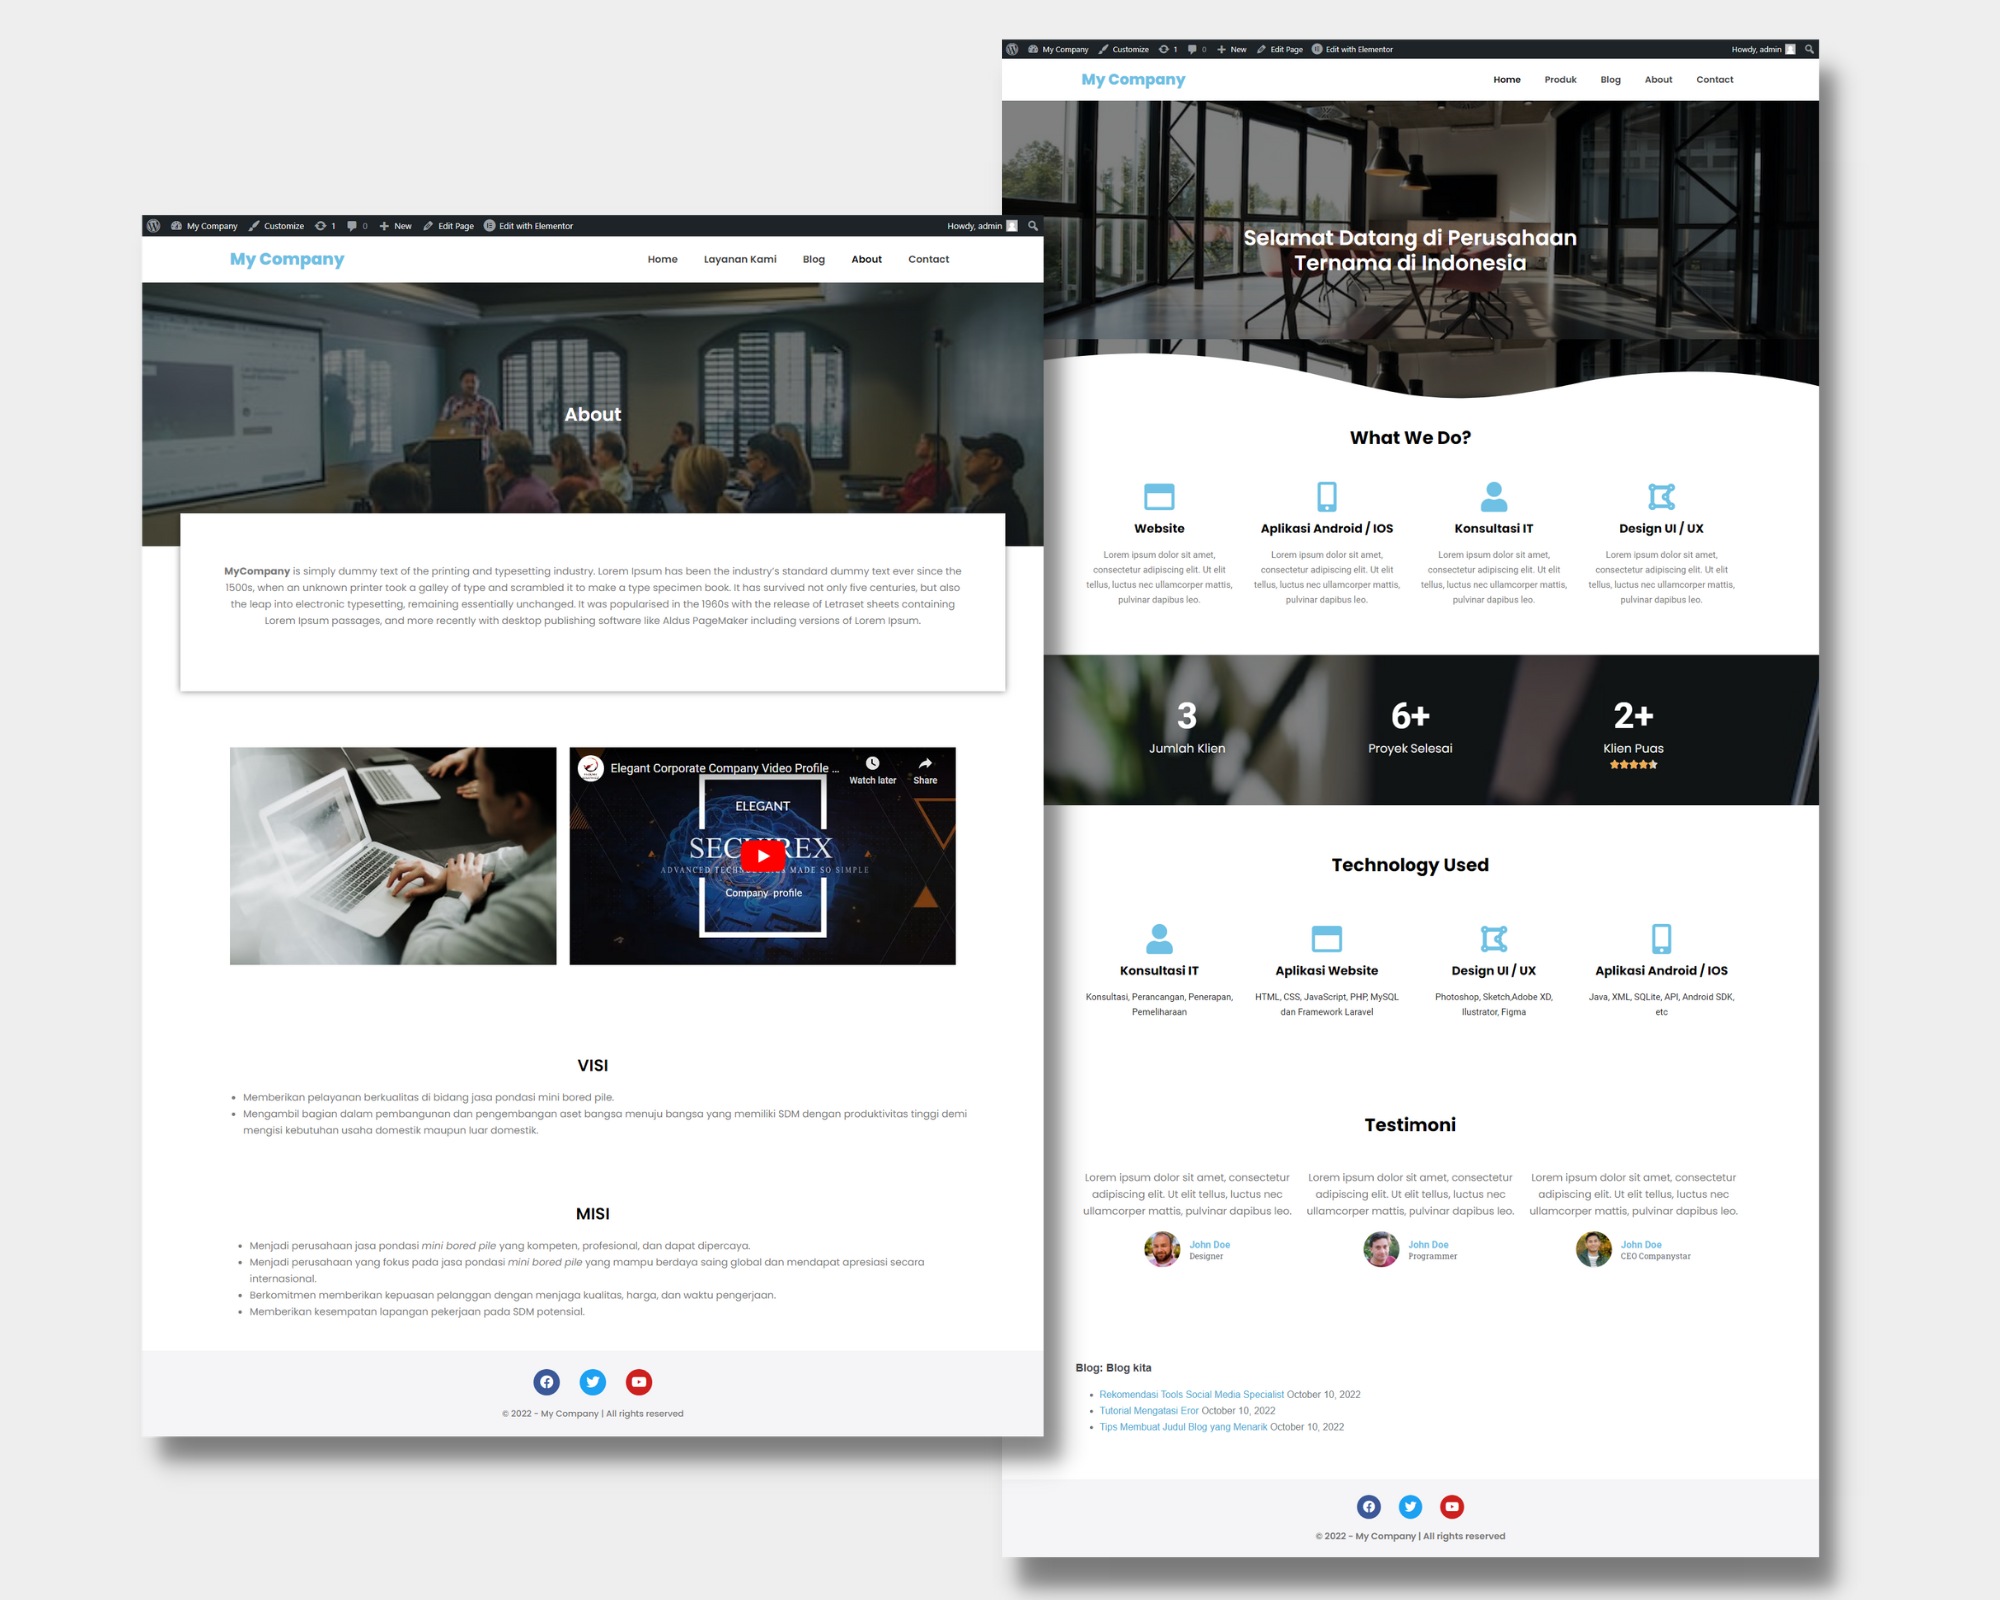 My Company Customize 1 0 New Edit Page Edit with Elementor Howdy, admin
My Company
Home Layanan Kami Blog About Contact
About
MyCompany is simply dummy text of the printing and typesetting industry. Lorem Ipsum has been the industry's standard dummy text ever since the
1500s, when an unknown printer took a galley of type and scrambled it to make a type specimen book. It has survived not only five centuries, but also
the leap into electronic typesetting, remaining essentially unchanged. It was popularised in the 1960s with the release of Letraset sheets containing
Lorem Ipsum passages, and more recently with desktop publishing software like Aldus PageMaker including versions of Lorem Ipsum.
Elegant Corporate Company Video Profile ...
Watch later Share
ELEGANT
ADVANCED MADE SO SIMPLE
Company profile
VISI
• Memberikan pelayanan berkualitas di bidang jasa pondasi mini bored pile.
• Mengambil bagian dalam pembangunan dan pengembangan aset bangsa menuju bangsa yang memiliki SDM dengan produktivitas tinggi demi
mengisi kebutuhan usaha domestik maupun luar domestik.
MISI
• Menjadi perusahaan jasa pondasi mini bored pile yang kompeten, profesional, dan dapat dipercaya.
• Menjadi perusahaan yang fokus pada jasa pondasi mini bored pile yang mampu berdaya saing global dan mendapat apresiasi secara
internasional.
• Berkomitmen memberikan kepuasan pelanggan dengan menjaga kualitas, harga, dan waktu pengerjaan.
• Memberikan kesempatan lapangan pekerjaan pada SDM potensial.
© 2022 - My Company | All rights reserved
My Company Customize 1 0 New Edit Page Edit with Elementor Howdy, admin
My Company
Home Produk Blog About Contact
Selamat Datang di Perusahaan
Ternama di Indonesia
What We Do?
Website Aplikasi Android / IOS Konsultasi IT Design UI / UX
Lorem ipsum dolor sit amet, Lorem ipsum dolor sit amet, Lorem ipsum dolor sit amet, Lorem ipsum dolor sit amet,
consectetur adipiscing elit. Ut elit consectetur adipiscing elit. Ut elit consectetur adipiscing elit. Ut elit consectetur adipiscing elit. Ut elit
tellus, luctus nec ullamcorper mattis, tellus, luctus nec ullamcorper mattis, tellus, luctus nec ullamcorper mattis, tellus, luctus nec ullamcorper mattis,
pulvinar dapibus leo. pulvinar dapibus leo. pulvinar dapibus leo. pulvinar dapibus leo.
3 6+ 2+
Jumlah Klien Proyek Selesai Klien Puas
Technology Used
Konsultasi IT Aplikasi Website Design UI / UX Aplikasi Android / IOS
Konsultasi, Perancangan, Penerapan, HTML, CSS, JavaScript, PHP, MySQL Photoshop, Sketch,Adobe XD, Java, XML, SQLite, API, Android SDK,
Pemeliharaan dan Framework Laravel Ilustrator, Figma etc
Testimoni
Lorem ipsum dolor sit amet, consectetur Lorem ipsum dolor sit amet, consectetur Lorem ipsum dolor sit amet, consectetur
adipiscing elit. Ut elit tellus, luctus nec adipiscing elit. Ut elit tellus, luctus nec adipiscing elit. Ut elit tellus, luctus nec
ullamcorper mattis, pulvinar dapibus leo. ullamcorper mattis, pulvinar dapibus leo. ullamcorper mattis, pulvinar dapibus leo.
John Doe John Doe John Doe
Designer Programmer CEO Companystar
Blog: Blog kita
• Rekomendasi Tools Social Media Specialist October 10, 2022
• Tutorial Mengatasi Eror October 10, 2022
• Tips Membuat Judul Blog yang Menarik October 10, 2022
© 2022 - My Company | All rights reserved